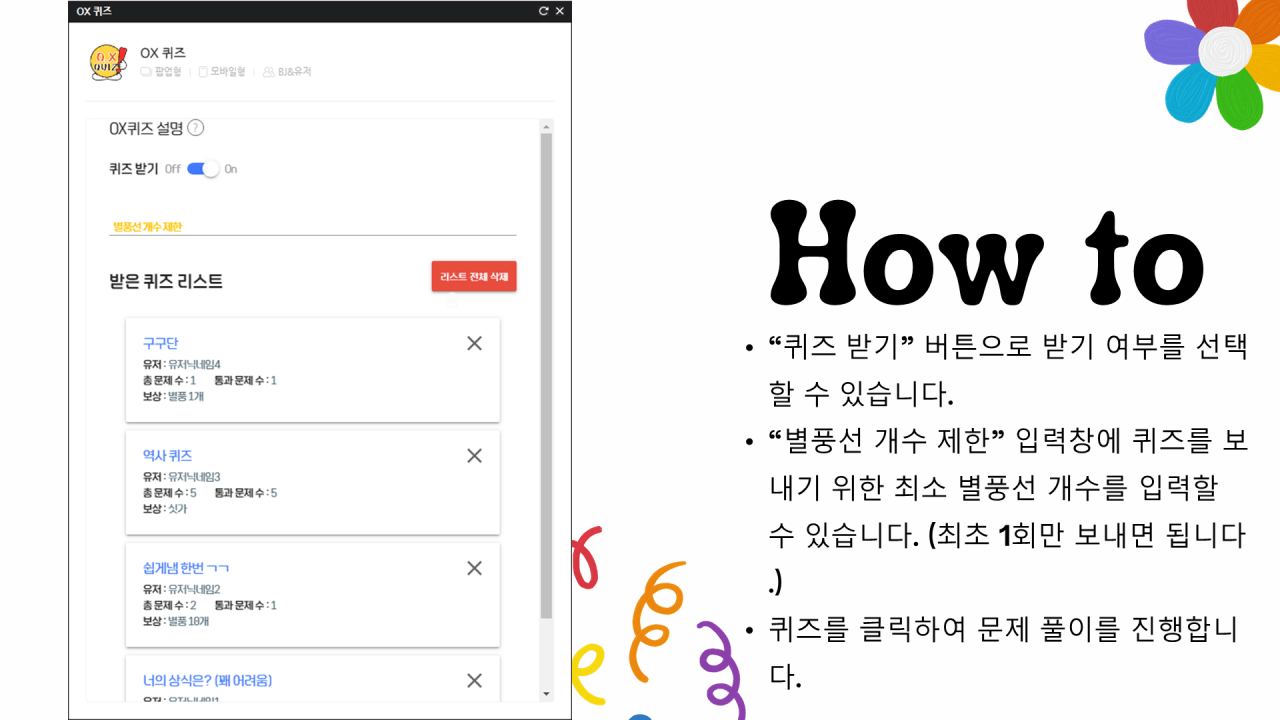 OX 퀴즈
OX 퀴즈
팝업형 모바일형 BJ&유저
OX퀴즈 설명 ?
퀴즈 받기 Off On
별풍선 개수 제한
받은 퀴즈 리스트
리스트 전체 삭제
구구단
유저 : 유저닉네임4
총 문제 수 : 1 통과 문제 수 : 1
보상 : 별풍 1개
역사 퀴즈
유저 : 유저닉네임3
총 문제 수 : 5 통과 문제 수 : 5
보상 : 싯가
쉽게냄 한번 ㄱㄱ
유저 : 유저닉네임2
총 문제 수 : 2 통과 문제 수 : 1
보상 : 별풍 18개
너의 상식은? (꽤 어려움)
유저 : 유저닉네임1
How to
• “퀴즈 받기” 버튼으로 받기 여부를 선택
할 수 있습니다.
• “별풍선 개수 제한” 입력창에 퀴즈를 보
내기 위한 최소 별풍선 개수를 입력할
수 있습니다. (최초 1회만 보내면 됩니다
.)
• 퀴즈를 클릭하여 문제 풀이를 진행합니
다.